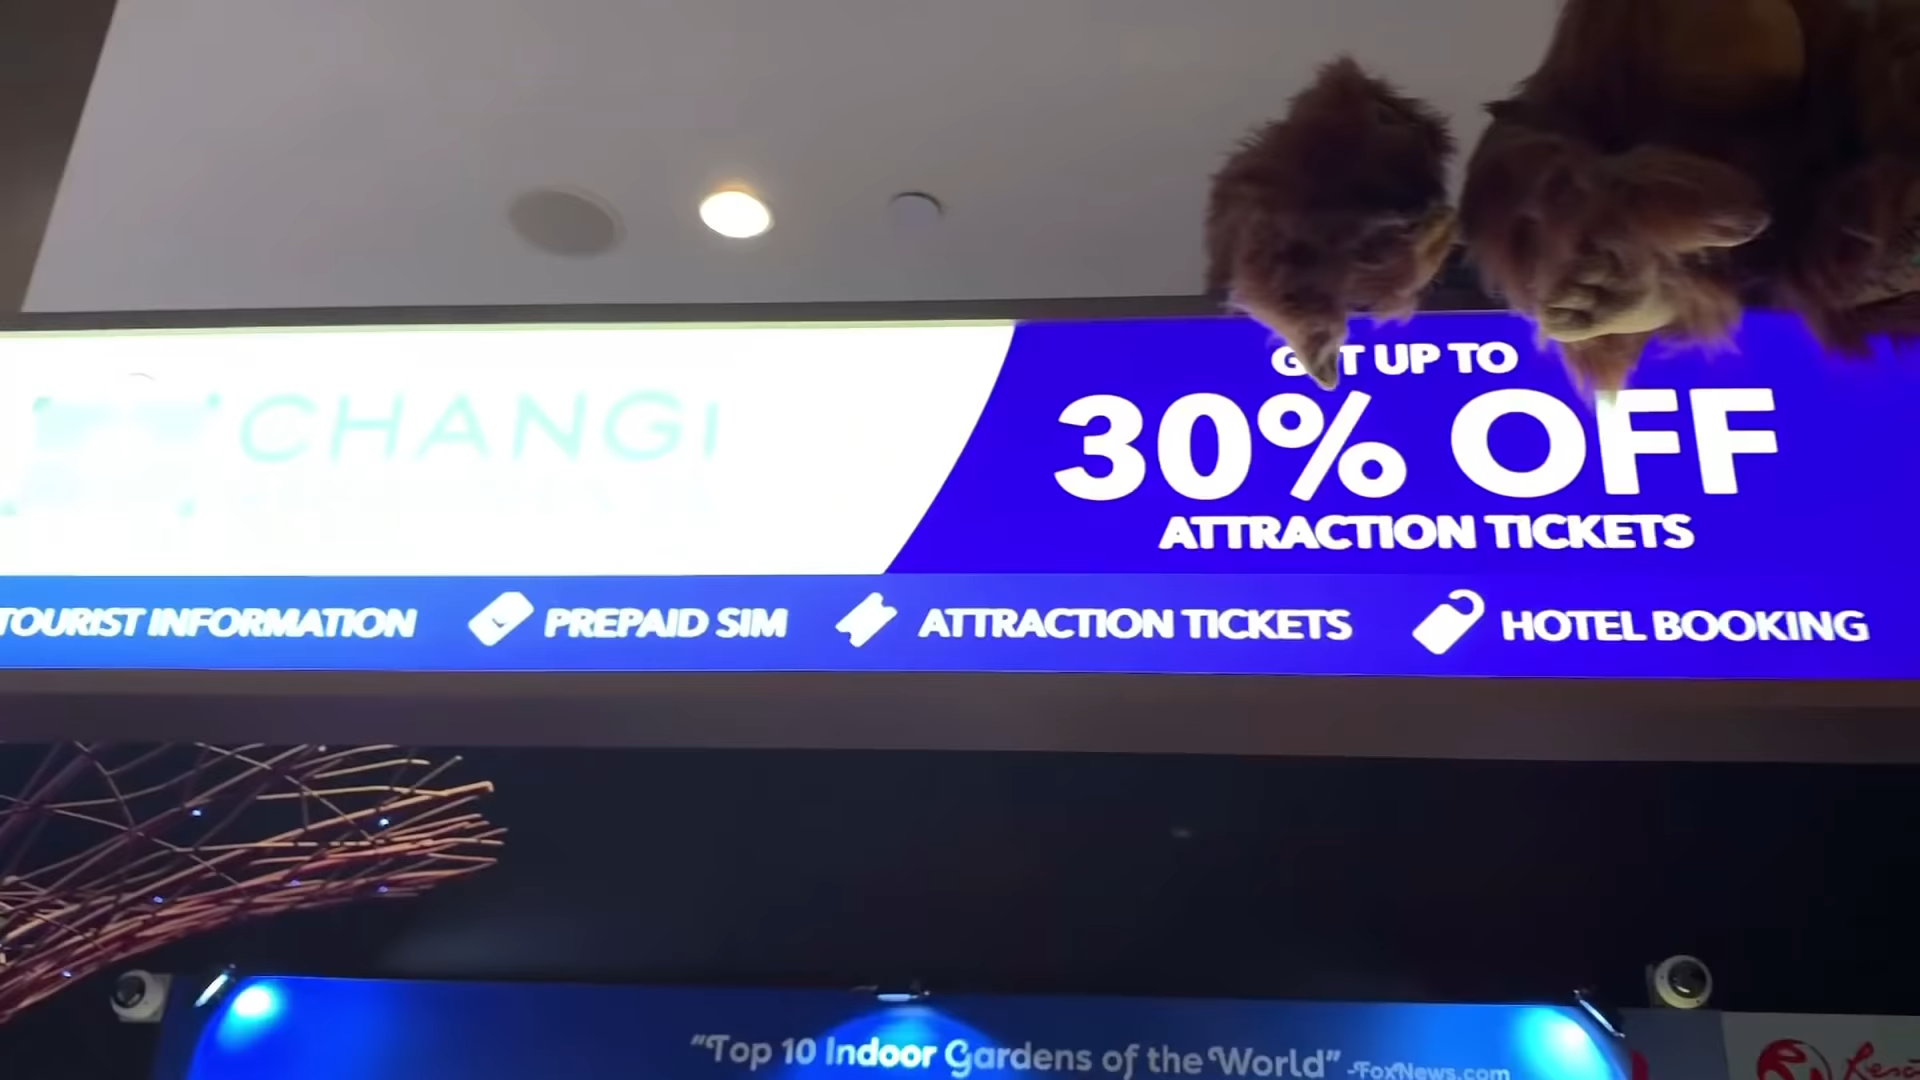 CHANGI
GET UP TO
30% OFF
ATTRACTION TICKETS
TOURIST INFORMATION PREPAID SIM ATTRACTION TICKETS HOTEL BOOKING
"Top 10 Indoor Gardens of the World" -FoxNews.com